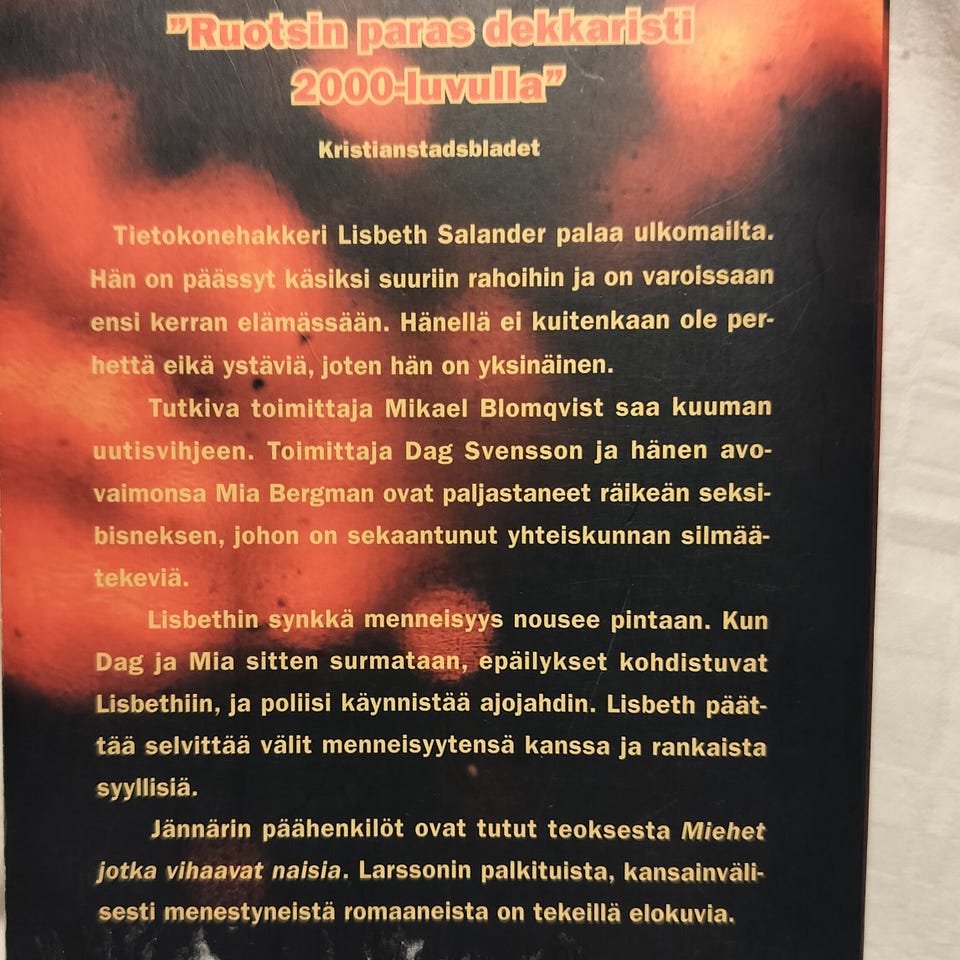 ”Ruotsin paras dekkaristi
2000-luvulla”
Kristianstadsbladet
Tietokonehakkeri Lisbeth Salander palaa ulkomailta.
Hän on päässyt käsiksi suuriin rahoihin ja on varoissaan
ensi kerran elämässään. Hänellä ei kuitenkaan ole per-
hettä eikä ystäviä, joten hän on yksinäinen.
Tutkiva toimittaja Mikael Blomqvist saa kuuman
uutisvihjeen. Toimittaja Dag Svensson ja hänen avo-
vaimonsa Mia Bergman ovat paljastaneet räikeän seksi-
bisneksen, johon on sekaantunut yhteiskunnan silmää-
tekeviä.
Lisbethin synkkä menneisyys nousee pintaan. Kun
Dag ja Mia sitten surmataan, epäilykset kohdistuvat
Lisbethiin, ja poliisi käynnistää ajojahdin. Lisbeth päät-
tää selvittää välit menneisyytensä kanssa ja rankaista
syyllisiä.
Jännärin päähenkilöt ovat tutut teoksesta Miehet
jotka vihaavat naisia. Larssonin palkituista, kansainväli-
sesti menestyneistä romaaneista on tekeillä elokuvia.